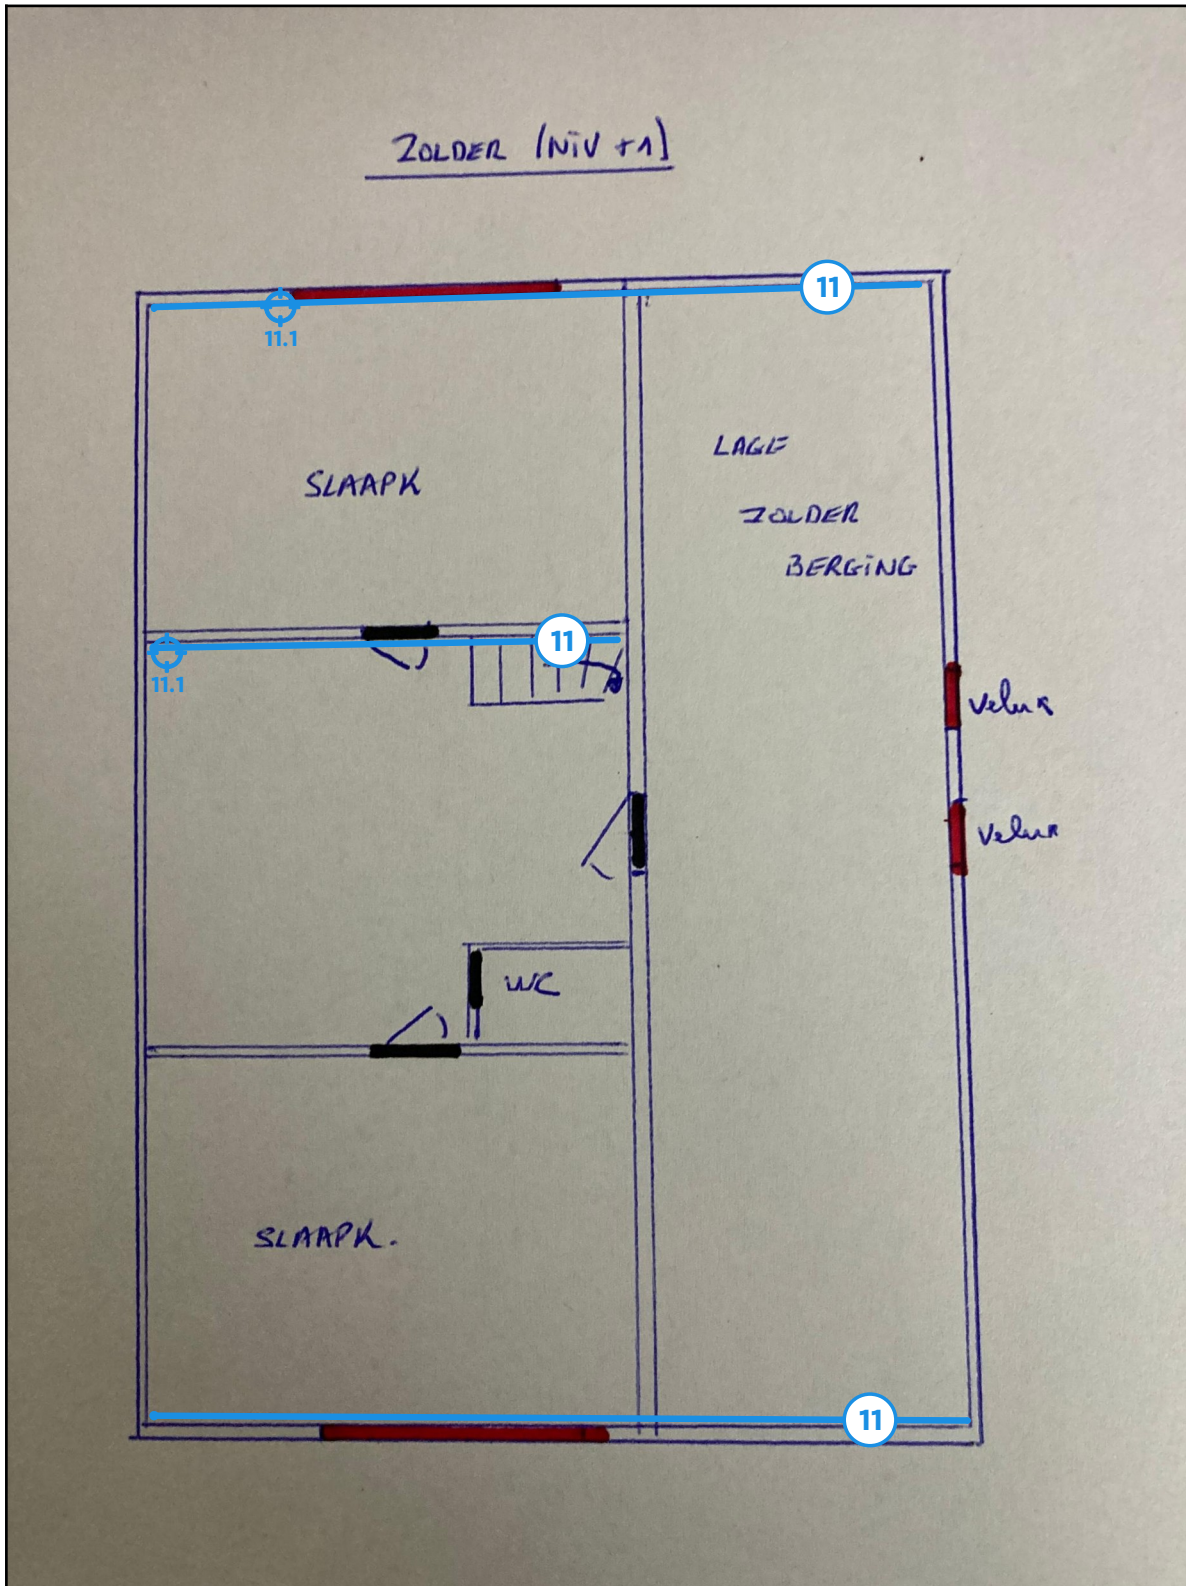 ZOLDER (NIV +1)
11
11.1
LAGE
SLAAPK
ZOLDER
BERGING
11
11.1
Velux
Velux
WC
SLAAPK.
11